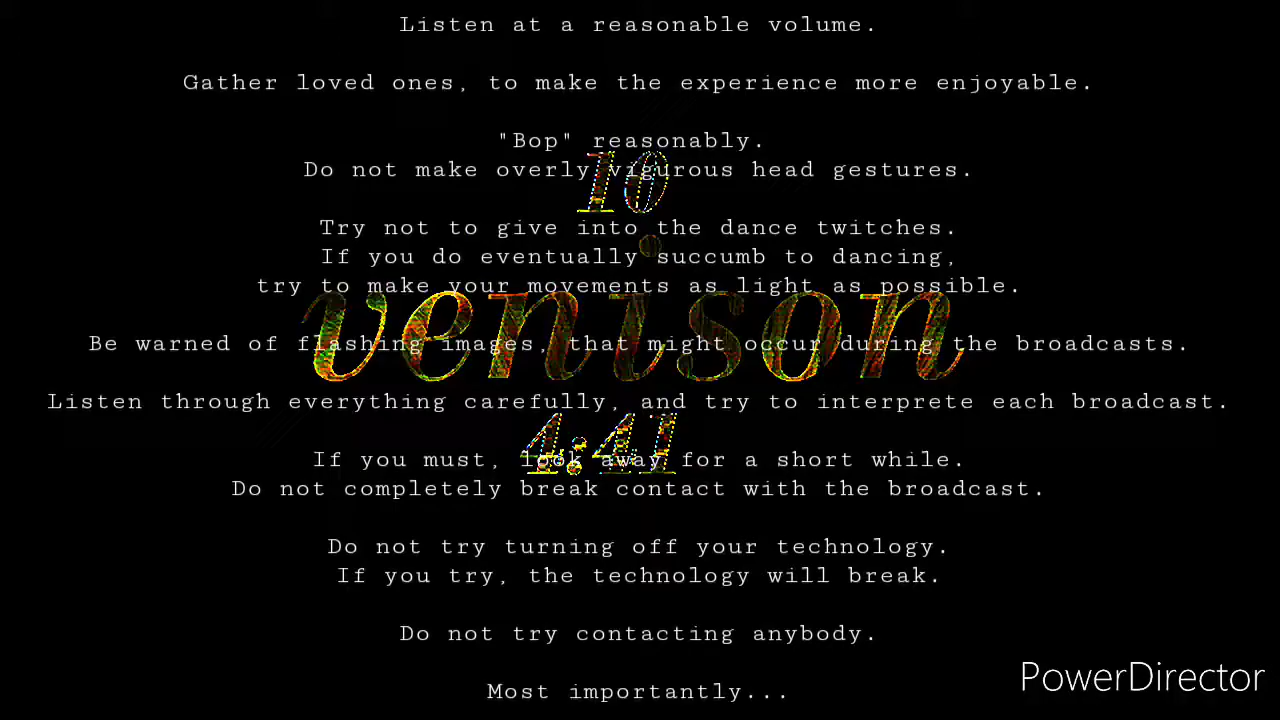 Listen at a reasonable volume.
Gather loved ones, to make the experience more enjoyable.
"Bop" reasonably.
Do not make overly vigurous head gestures.
10
Try not to give into the dance twitches.
If you do eventually succumb to dancing,
try to make your movements as light as possible.
venison
Be warned of flashing images, that might occur during the broadcasts.
Listen through everything carefully, and try to interprete each broadcast.
4:41
If you must, look away for a short while.
Do not completely break contact with the broadcast.
Do not try turning off your technology.
If you try, the technology will break.
Do not try contacting anybody.
Most importantly...
PowerDirector